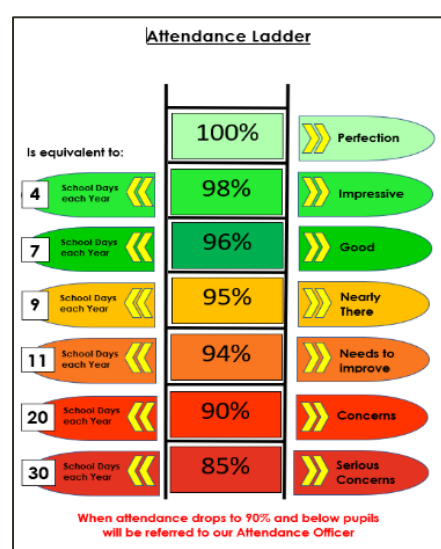 Attendance Ladder
100%
Perfection
Is equivalent to:
4
School Days
each Year
98%
Impressive
7
School Days
each Year
96%
Good
9
School Days
each Year
95%
Nearly
There
11
School Days
each Year
94%
Needs to
improve
20
School Days
each Year
90%
Concerns
30
School Days
each Year
85%
Serious
Concerns
When attendance drops to 90% and below pupils
will be referred to our Attendance Officer